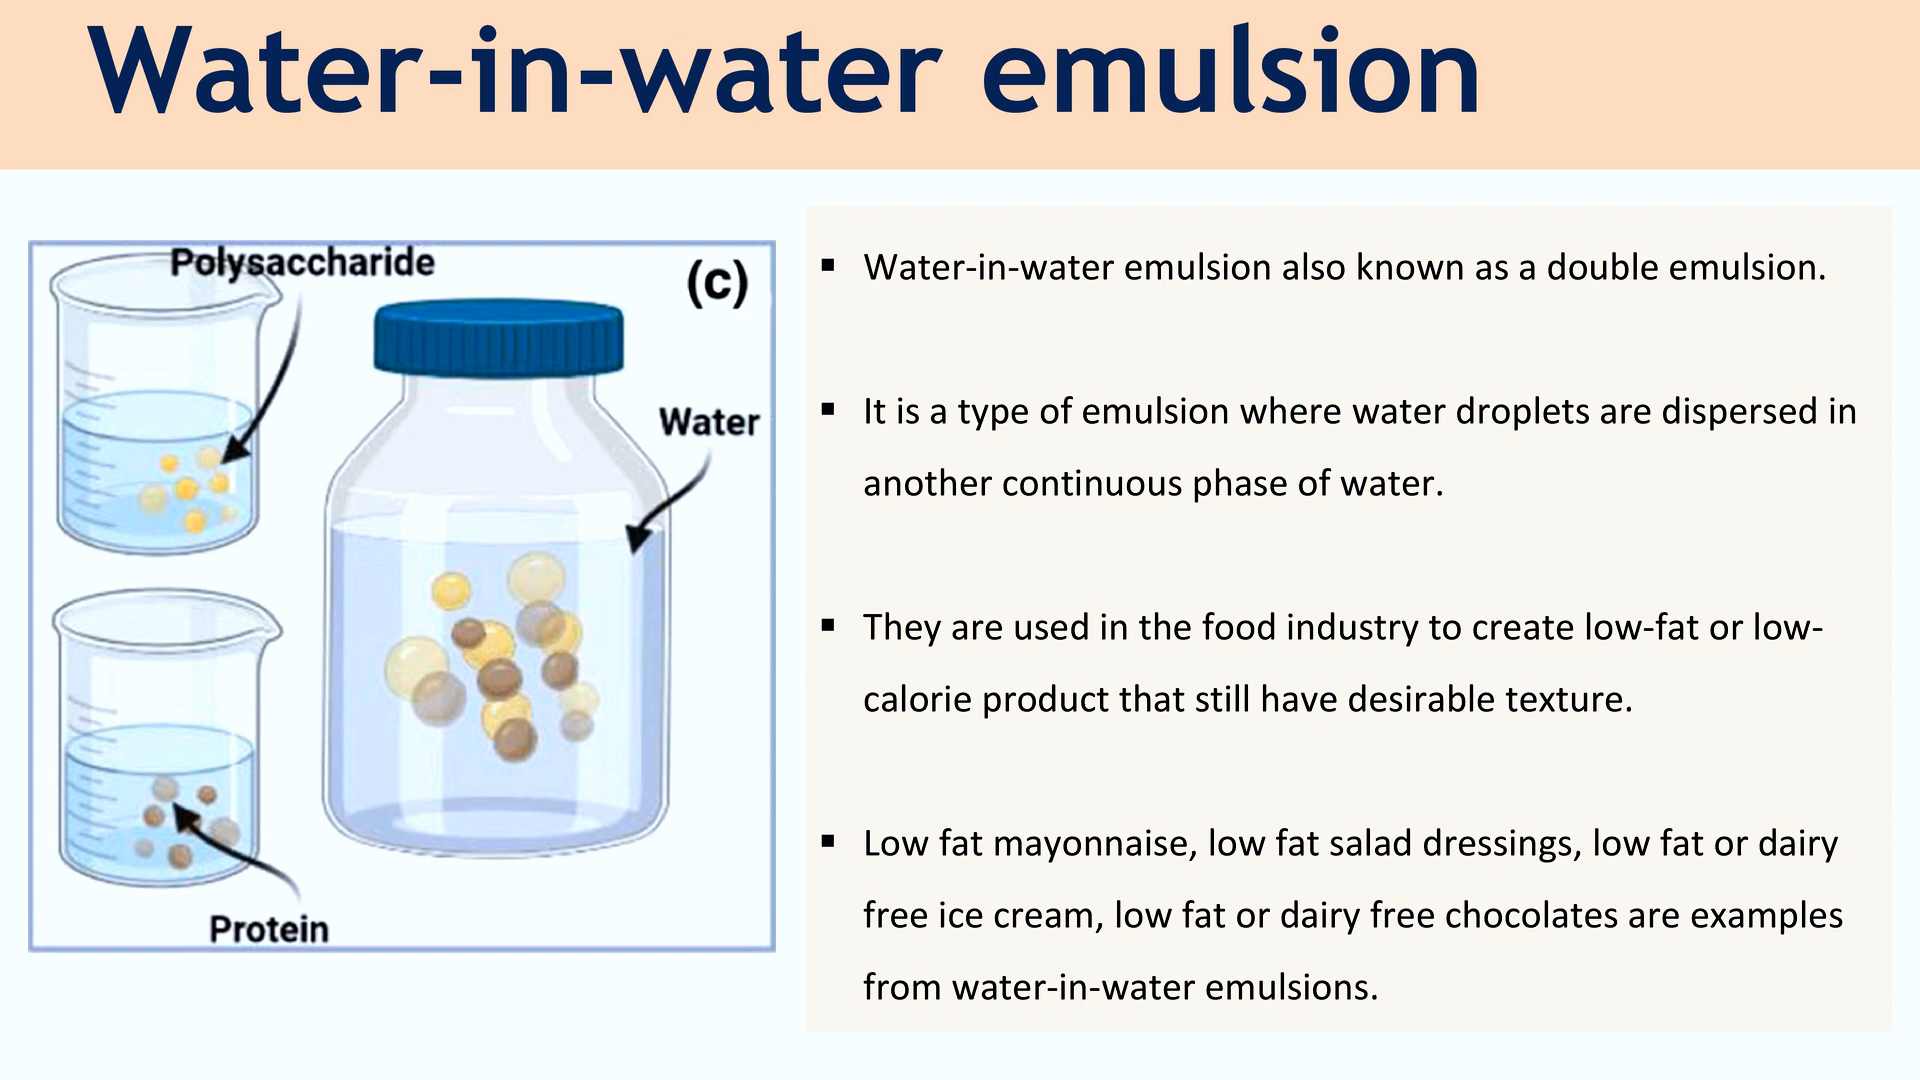 Water-in-water emulsion
Polysaccharide
(c)
Water
Protein
▪ Water-in-water emulsion also known as a double emulsion.
▪ It is a type of emulsion where water droplets are dispersed in
another continuous phase of water.
▪ They are used in the food industry to create low-fat or low-
calorie product that still have desirable texture.
▪ Low fat mayonnaise, low fat salad dressings, low fat or dairy
free ice cream, low fat or dairy free chocolates are examples
from water-in-water emulsions.